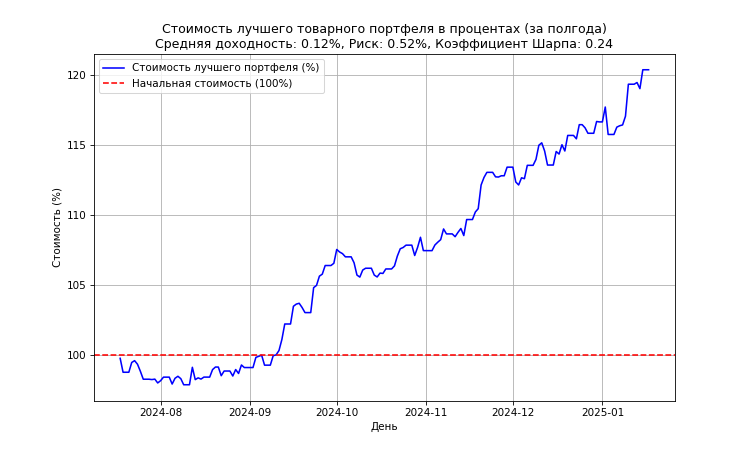 Стоимость лучшего товарного портфеля в процентах (за полгода)
Средняя доходность: 0.12%, Риск: 0.52%, Коэффициент Шарпа: 0.24
Стоимость лучшего портфеля (%)
Начальная стоимость (100%)
Стоимость (%)
120
115
110
105
100
2024-08
2024-09
2024-10
2024-11
2024-12
2025-01
День